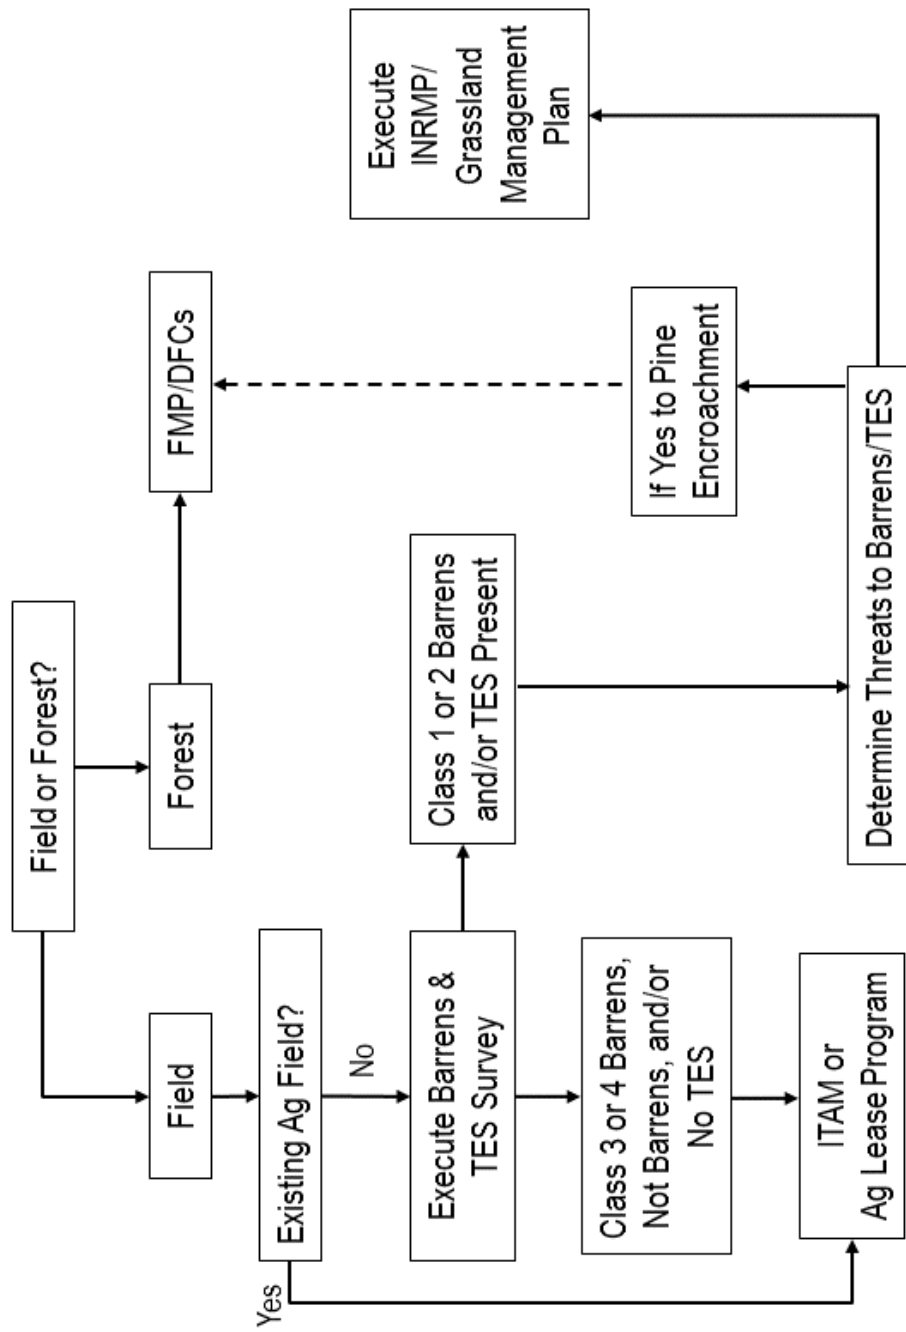 Field or Forest?
Field
Forest
FMP/DFCs
Existing Ag Field?
Yes
No
Execute Barrens &
TES Survey
Class 1 or 2 Barrens
and/or TES Present
If Yes to Pine
Encroachment
Execute
INRMP/
Grassland
Management
Plan
Class 3 or 4 Barrens,
Not Barrens, and/or
No TES
ITAM or
Ag Lease Program
Determine Threats to Barrens/TES